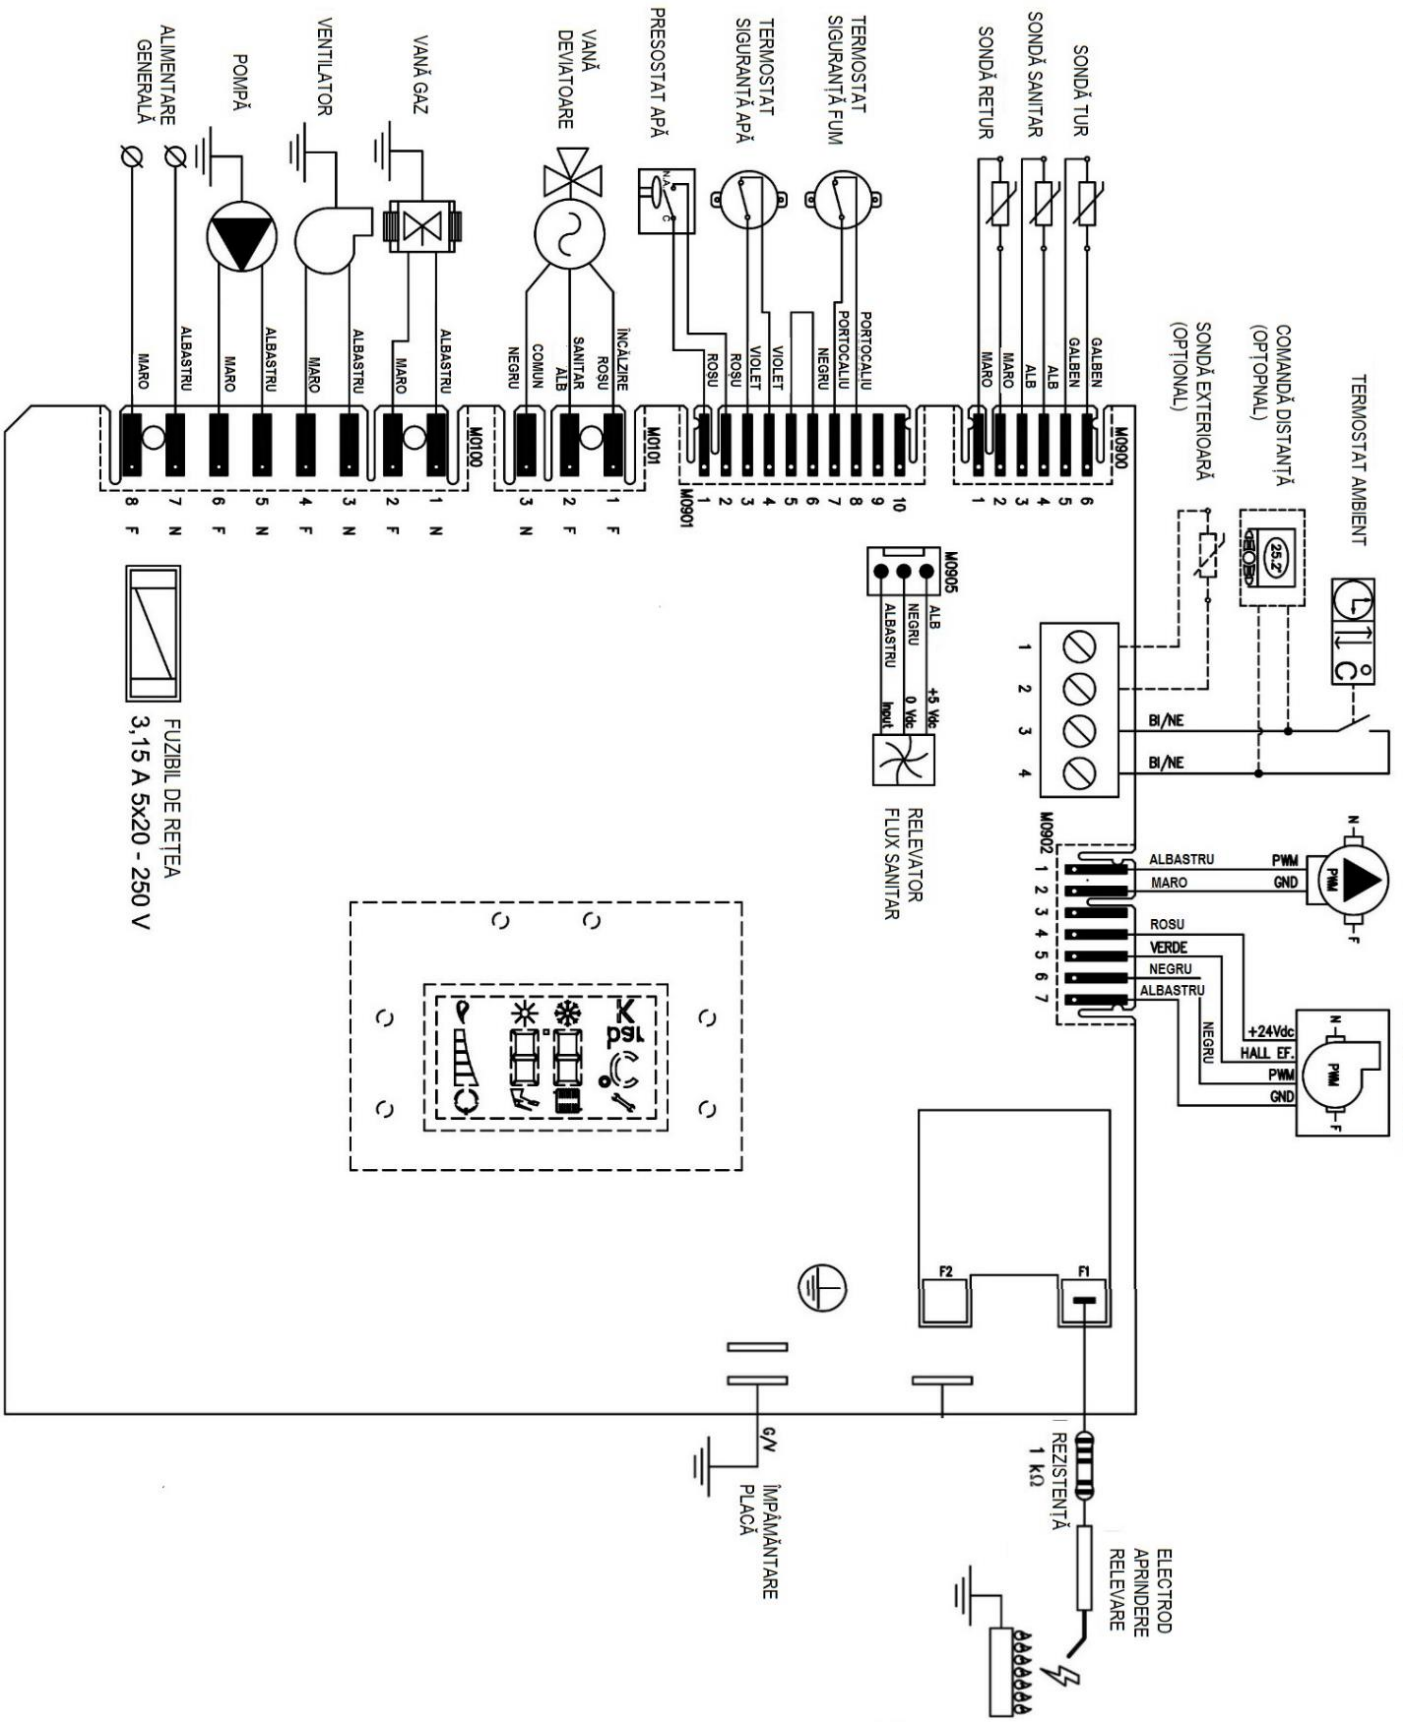 TERMOSTAT AMBIENT
COMANDĂ DISTANȚĂ
(OPȚOPNAL)
25.2°
SONDĂ EXTERIOARĂ
(OPȚIONAL)
SONDĂ TUR
SONDĂ SANITAR
SONDĂ RETUR
GALBEN
GALBEN
ALB
ALB
MARO
MARO
M0900
6
5
4
3
2
1
TERMOSTAT
SIGURANȚĂ FUM
TERMOSTAT
SIGURANȚĂ APĂ
PRESOSTAT APĂ
N.A.
C
PORTOCALIU
PORTOCALIU
NEGRU
VIOLET
VIOLET
ROȘU
ROȘU
10
9
8
7
6
5
4
3
2
1
M0901
VANĂ
DEVIATOARE
ÎNCĂLZIRE
ROȘU
SANITAR
ALB
COMUN
NEGRU
M0101
1 F
2 F
3 N
VANĂ GAZ
VENTILATOR
POMPĂ
ALIMENTARE
GENERALĂ
ALBASTRU
MARO
ALBASTRU
MARO
ALBASTRU
MARO
ALBASTRU
MARO
M0100
1 N
2 F
3 N
4 F
5 N
6 F
7 N
8 F
FUZIBIL DE REȚEA
3,15 A 5x20 - 250 V
M0905
ALB +5 Vdc
NEGRU 0 Vdc
ALBASTRU Input
RELEVATOR
FLUX SANITAR
1
2
3
4
BI/NE
BI/NE
°C
M0902
1
2
3
4
5
6
7
ALBASTRU PWM
MARO GND
N
PWM
F
ROSU
VERDE
NEGRU
ALBASTRU
NEGRU
+24Vdc
HALL EF.
PWM
GND
N
PWM
F
F2
F1
REZISTENȚĂ
1 kΩ
ELECTROD
APRINDERE
RELEVARE
G/V
ÎMPĂMÂNTARE
PLACĂ